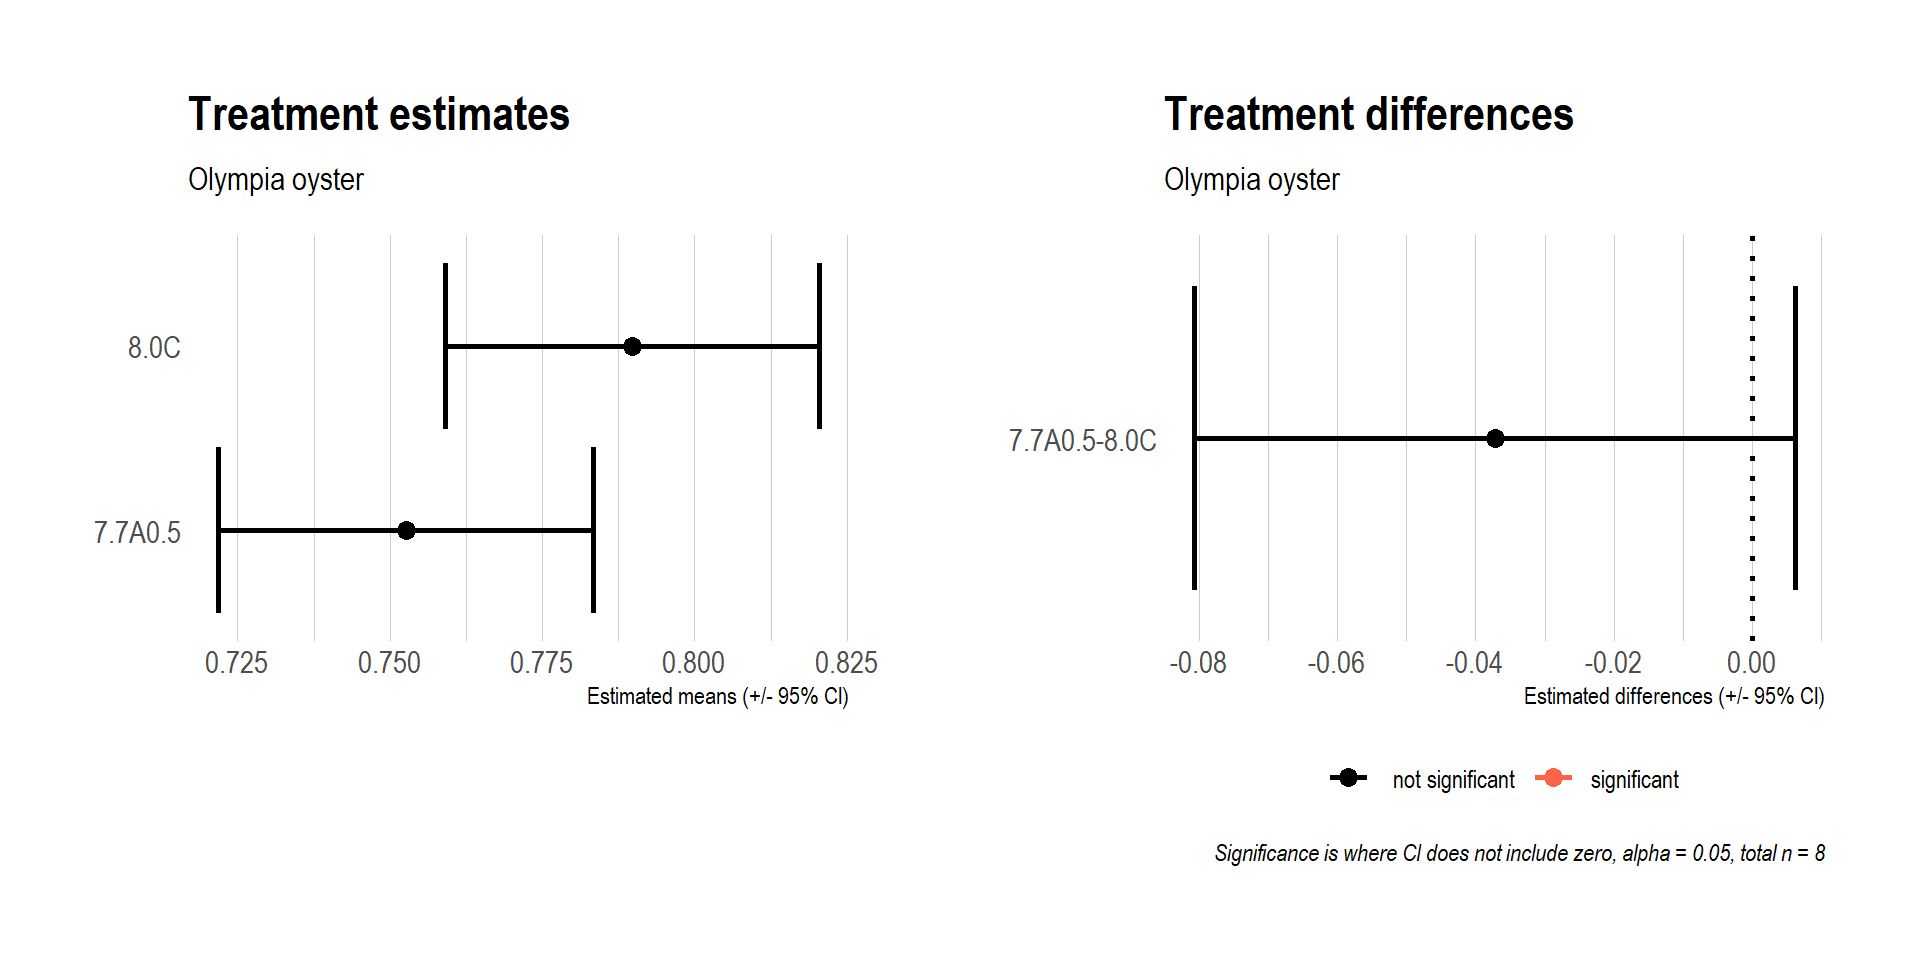 Treatment estimates
Olympia oyster
8.0C
7.7A0.5
0.725 0.750 0.775 0.800 0.825
Estimated means (+/- 95% CI)
Treatment differences
Olympia oyster
7.7A0.5-8.0C
-0.08 -0.06 -0.04 -0.02 0.00
Estimated differences (+/- 95% CI)
not significant significant
Significance is where CI does not include zero, alpha = 0.05, total n = 8